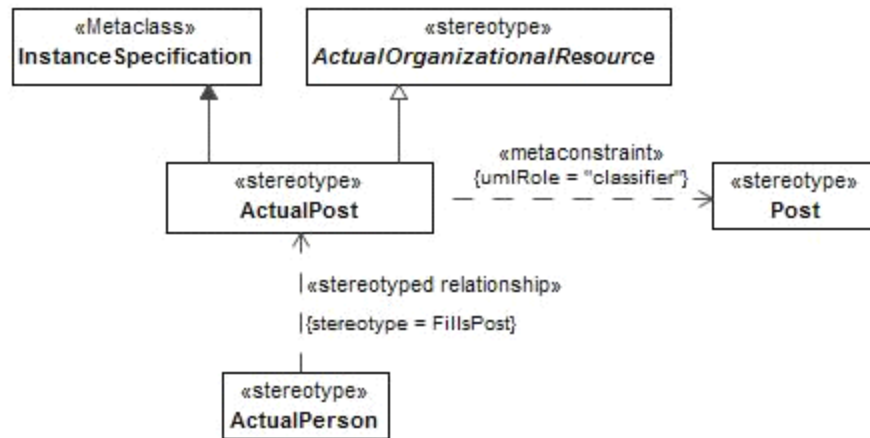 «Metaclass»
InstanceSpecification
«stereotype»
ActualOrganizationalResource
«stereotype»
ActualPost
«metaconstraint»
{umlRole = "classifier"}
«stereotype»
Post
«stereotyped relationship»
{stereotype = FillsPost}
«stereotype»
ActualPerson